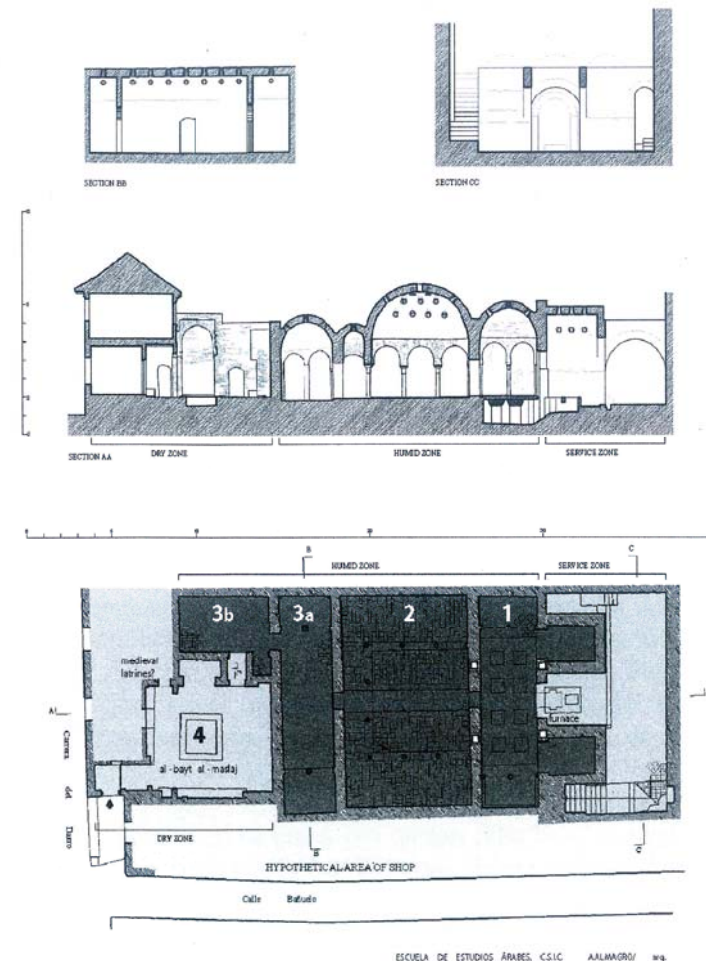 SECTION BB
SECTION CC
SECTION AA
DRY ZONE
HUMID ZONE
SERVICE ZONE
B
C
HUMID ZONE
SERVICE ZONE
3b
3a
2
1
medieval
latrines?
A
furnace
4
al-bayt al-maslaj
Carrera del Darro
DRY ZONE
B
C
HYPOTHETICAL AREA OF SHOP
Calle Bañuelo
ESCUELA DE ESTUDIOS ÁRABES. C.S.I.C A.ALMAGRO/ arq.